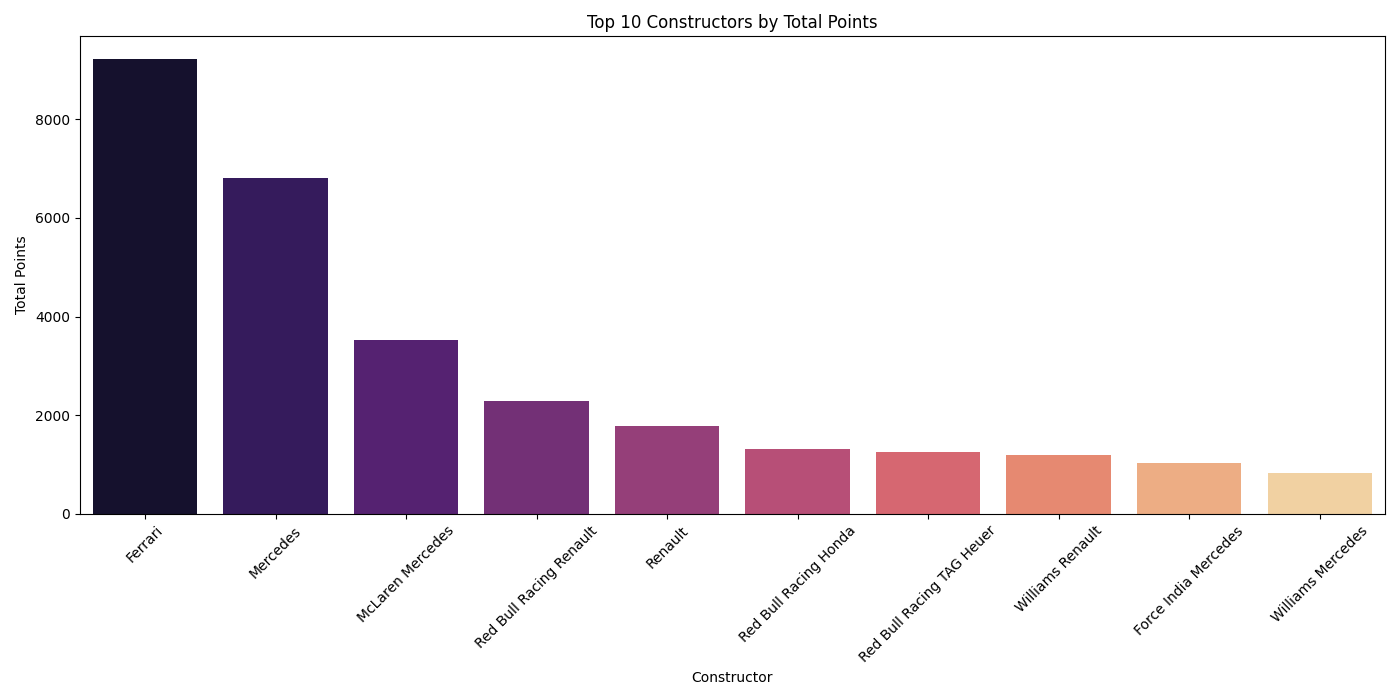 Top 10 Constructors by Total Points
Total Points
8000
6000
4000
2000
0
Ferrari
Mercedes
McLaren Mercedes
Red Bull Racing Renault
Renault
Red Bull Racing Honda
Red Bull Racing TAG Heuer
Williams Renault
Force India Mercedes
Williams Mercedes
Constructor